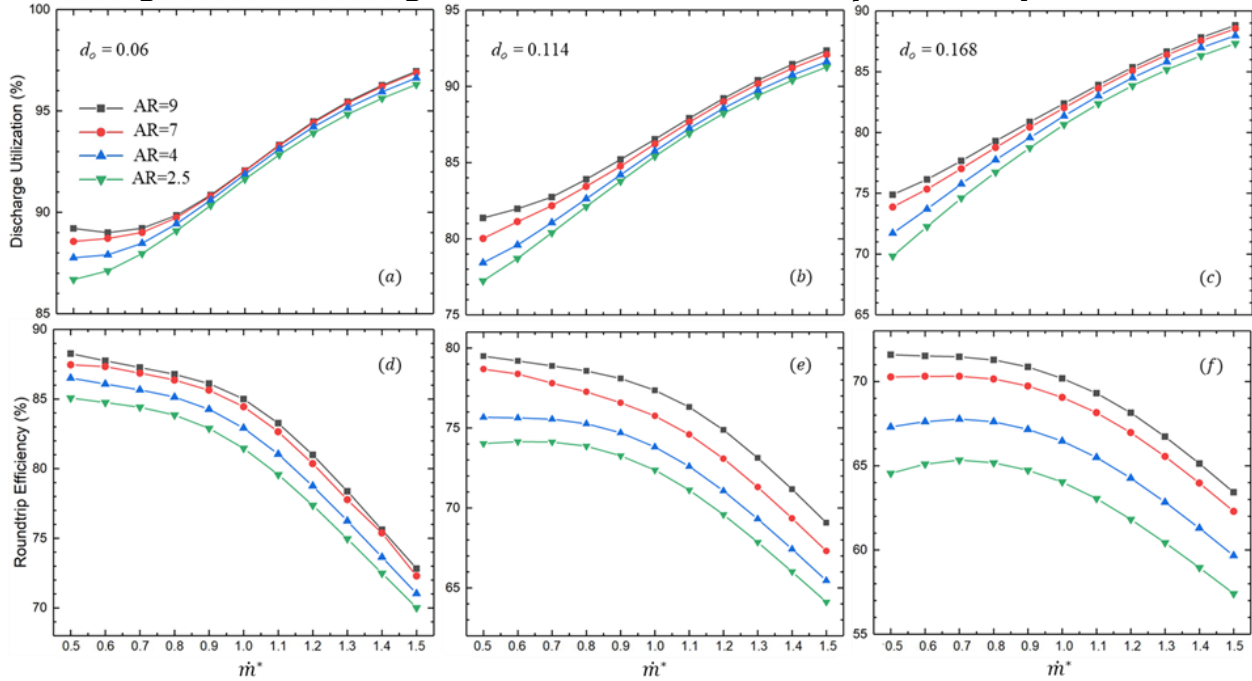 Discharge Utilization (%)
100
95
90
85
d_o = 0.06
AR=9
AR=7
AR=4
AR=2.5
(a)
95
90
85
80
75
d_o = 0.114
(b)
90
85
80
75
70
65
d_o = 0.168
(c)
Roundtrip Efficiency (%)
90
85
80
75
70
(d)
0.5 0.6 0.7 0.8 0.9 1.0 1.1 1.2 1.3 1.4 1.5
ṁ*
80
75
70
65
(e)
0.5 0.6 0.7 0.8 0.9 1.0 1.1 1.2 1.3 1.4 1.5
ṁ*
70
65
60
55
(f)
0.5 0.6 0.7 0.8 0.9 1.0 1.1 1.2 1.3 1.4 1.5
ṁ*